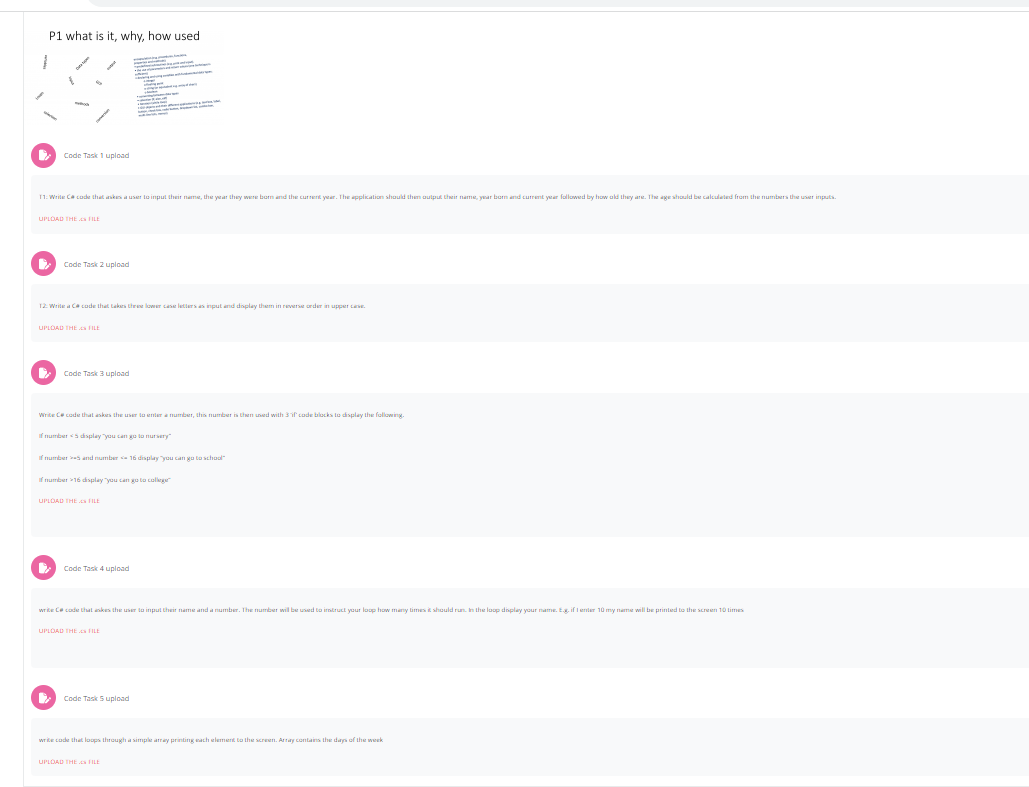 P1 what is it, why, how used
Data types
output
methods
Code Task 1 upload
T1: Write C# code that askes a user to input their name, the year they were born and the current year. The application should then output their name, year born and current year followed by how old they are. The age should be calculated from the numbers the user inputs.
UPLOAD THE .cs FILE
Code Task 2 upload
T2: Write a C# code that takes three lower case letters as input and display them in reverse order in upper case.
UPLOAD THE .cs FILE
Code Task 3 upload
Write C# code that askes the user to enter a number, this number is then used with 3 'if' code blocks to display the following.
If number < 5 display "you can go to nursery"
If number >=5 and number <= 16 display "you can go to school"
If number >16 display "you can go to college"
UPLOAD THE .cs FILE
Code Task 4 upload
write C# code that askes the user to input their name and a number. The number will be used to instruct your loop how many times it should run. In the loop display your name. E.g. if I enter 10 my name will be printed to the screen 10 times
UPLOAD THE .cs FILE
Code Task 5 upload
write code that loops through a simple array printing each element to the screen. Array contains the days of the week
UPLOAD THE .cs FILE